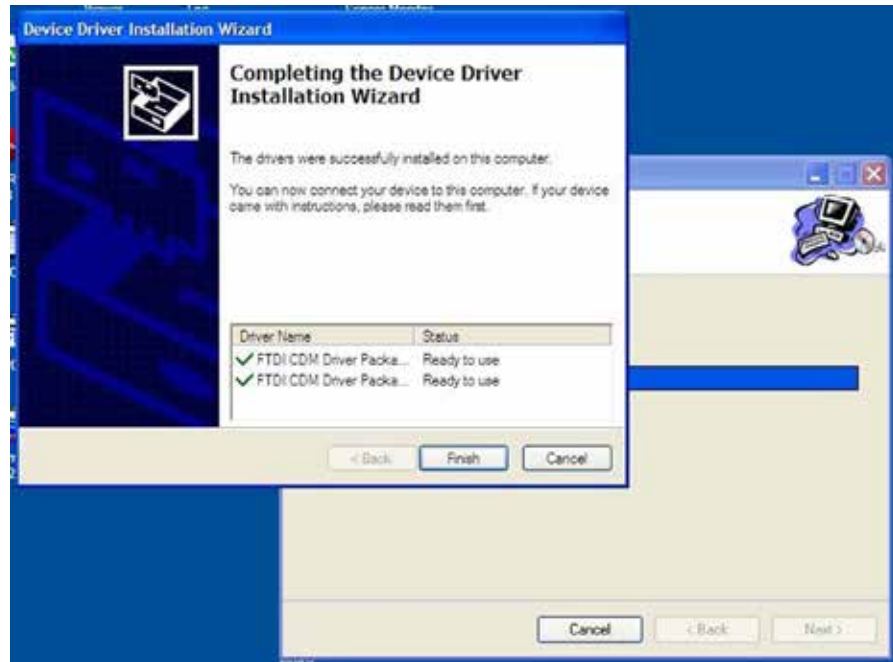 Device Driver Installation Wizard
Completing the Device Driver
Installation Wizard
The drivers were successfully installed on this computer.
You can now connect your device to this computer. If your device
came with instructions, please read them first.
Driver Name Status
FTDI CDM Driver Packa... Ready to use
FTDI CDM Driver Packa... Ready to use
< Back Finish Cancel
Cancel < Back Next >